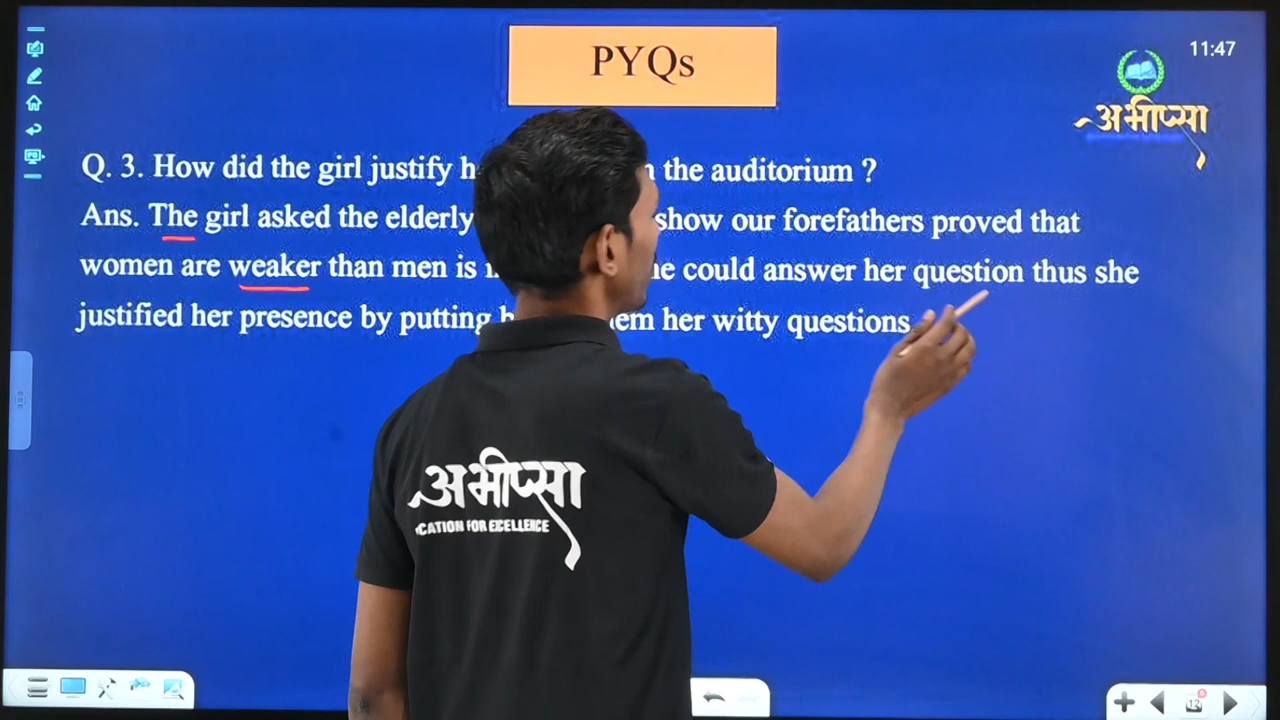 PYQs
11:47
अभीप्सा
Q. 3. How did the girl justify the auditorium ?
Ans. The girl asked the elderly show our forefathers proved that
women are weaker than men is could answer her question thus she
justified her presence by putting her witty questions
अभीप्सा
CATION FOR EXCELLENCE